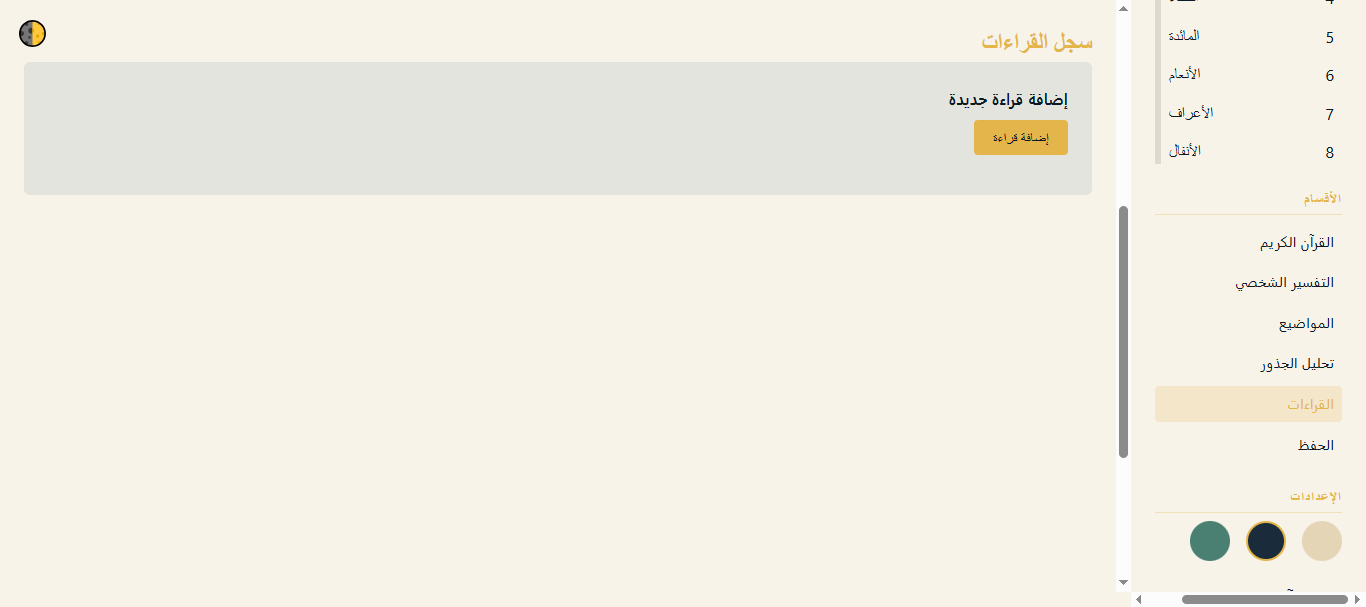 4
المائدة 5
الأنعام 6
الأعراف 7
الأنفال 8
الأقسام
القرآن الكريم
التفسير الشخصي
المواضيع
تحليل الجذور
القراءات
الحفظ
الإعدادات
سجل القراءات
إضافة قراءة جديدة
إضافة قراءة